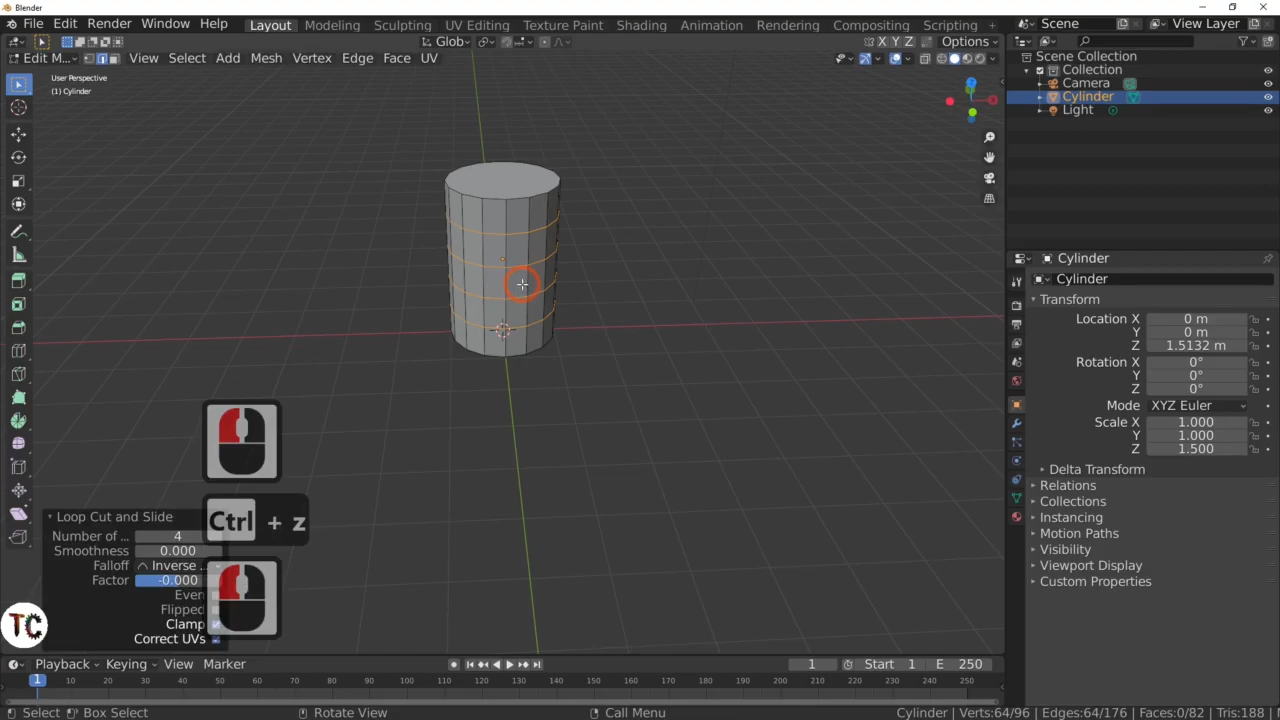 Blender
File Edit Render Window Help
Layout Modeling Sculpting UV Editing Texture Paint Shading Animation Rendering Compositing Scripting +
Scene
View Layer
Glob
X Y Z
Options
Edit M...
View Select Add Mesh Vertex Edge Face UV
User Perspective
(1) Cylinder
Scene Collection
Collection
Camera
Cylinder
Light
Cylinder
Cylinder
Transform
Location X 0 m
Y 0 m
Z 1.5132 m
Rotation X 0°
Y 0°
Z 0°
Mode XYZ Euler
Scale X 1.000
Y 1.000
Z 1.500
Delta Transform
Relations
Collections
Instancing
Motion Paths
Visibility
Viewport Display
Custom Properties
Ctrl + z
Loop Cut and Slide
Number of ... 4
Smoothness 0.000
Falloff Inverse ...
Factor -0.000
Even
Flipped
Clamp
Correct UVs
TC
Playback Keying View Marker
1 Start 1 E 250
1 10 20 30 40 50 60 70 80 90 100 110 120 130 140 150 160 170 180 190 200 210 220 230 240 250
Select Box Select Rotate View Call Menu
Cylinder | Verts:64/96 | Edges:64/176 | Faces:0/82 | Tris:188 |